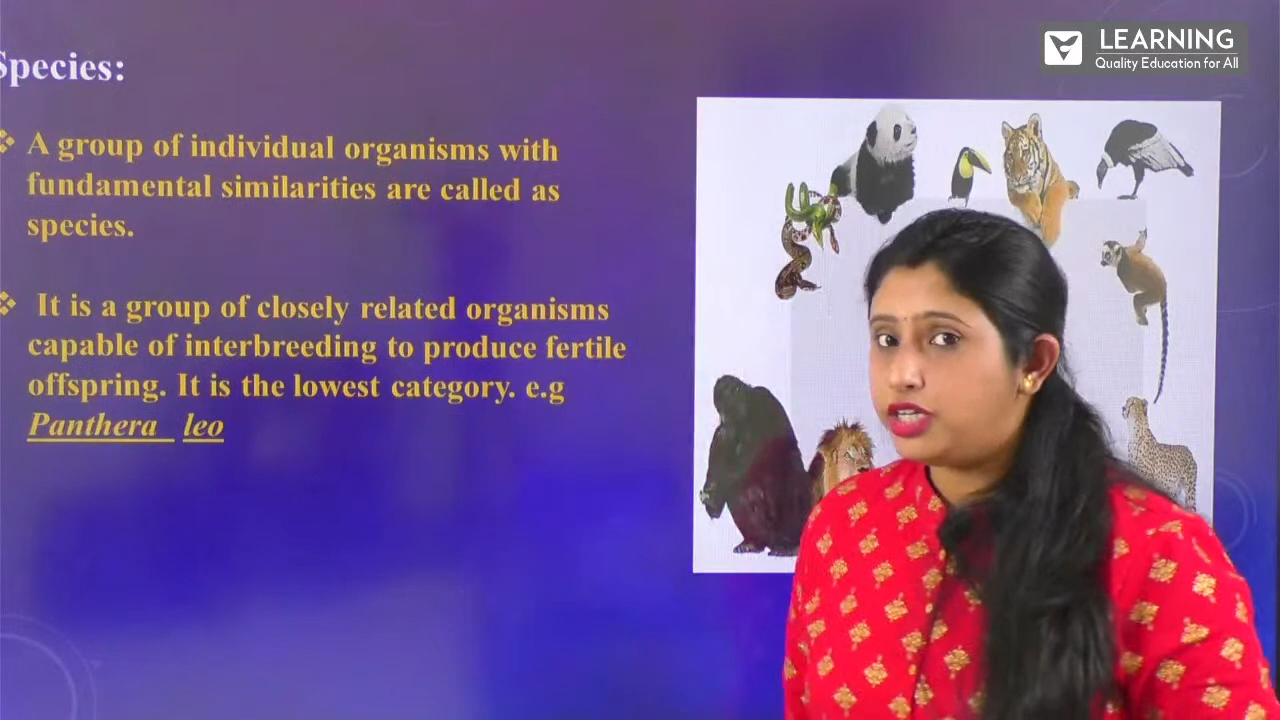 LEARNING
Quality Education for All
Species:
❖ A group of individual organisms with
fundamental similarities are called as
species.
❖ It is a group of closely related organisms
capable of interbreeding to produce fertile
offspring. It is the lowest category. e.g
Panthera leo